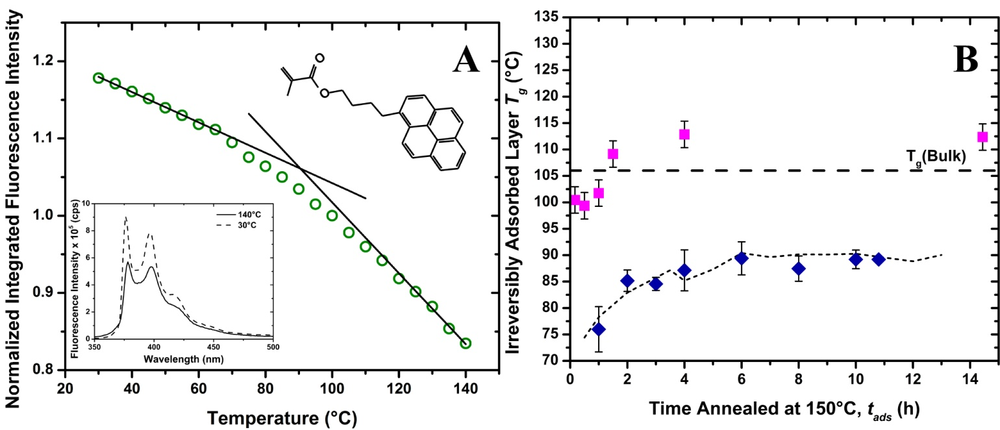 Normalized Integrated Fluorescence Intensity
1.2
1.1
1.0
0.9
0.8
A
O
O
Fluorescence Intensity x 10⁵ (cps)
10
8
6
4
2
0
140°C
30°C
350 400 450 500
Wavelength (nm)
20 40 60 80 100 120 140
Temperature (°C)
Irreversibly Adsorbed Layer Tg (°C)
135
130
125
120
115
110
105
100
95
90
85
80
75
70
B
Tg(Bulk)
0 2 4 6 8 10 12 14
Time Annealed at 150°C, tads (h)